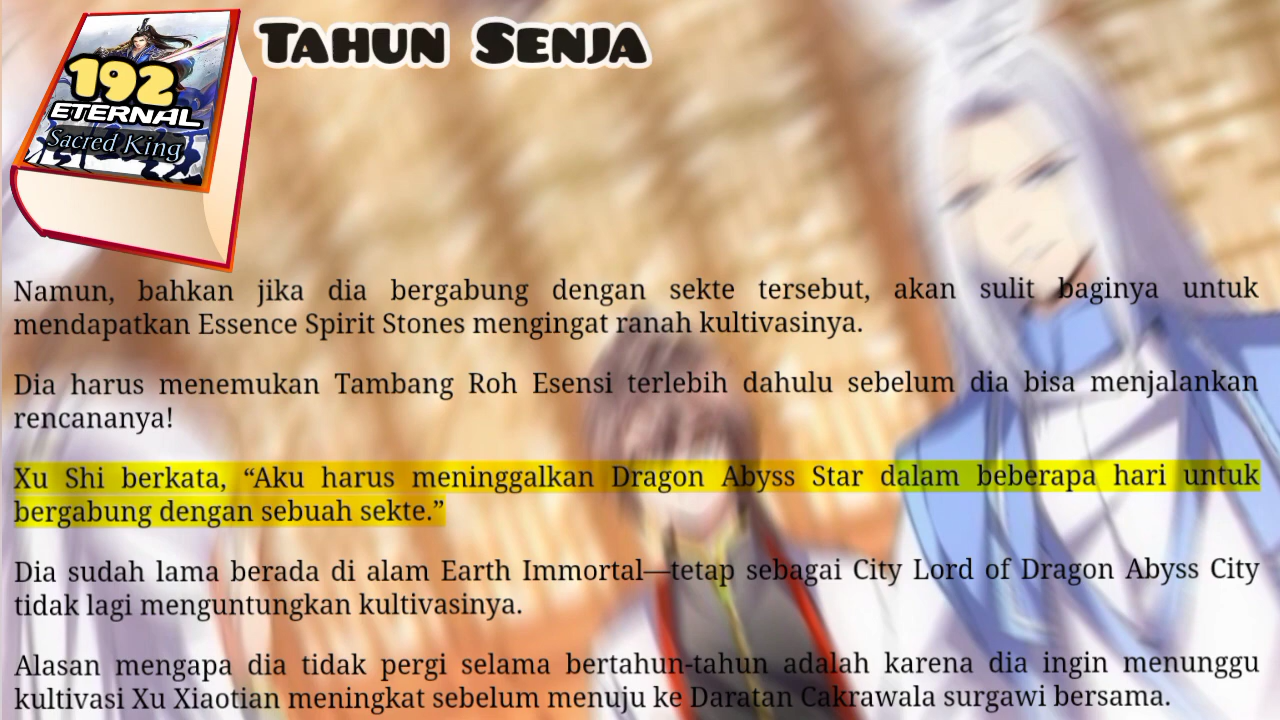 Tahun Senja
192
ETERNAL
Sacred King
Namun, bahkan jika dia bergabung dengan sekte tersebut, akan sulit baginya untuk
mendapatkan Essence Spirit Stones mengingat ranah kultivasinya.
Dia harus menemukan Tambang Roh Esensi terlebih dahulu sebelum dia bisa menjalankan
rencananya!
Xu Shi berkata, “Aku harus meninggalkan Dragon Abyss Star dalam beberapa hari untuk
bergabung dengan sebuah sekte.”
Dia sudah lama berada di alam Earth Immortal—tetap sebagai City Lord of Dragon Abyss City
tidak lagi menguntungkan kultivasinya.
Alasan mengapa dia tidak pergi selama bertahun-tahun adalah karena dia ingin menunggu
kultivasi Xu Xiaotian meningkat sebelum menuju ke Daratan Cakrawala surgawi bersama.